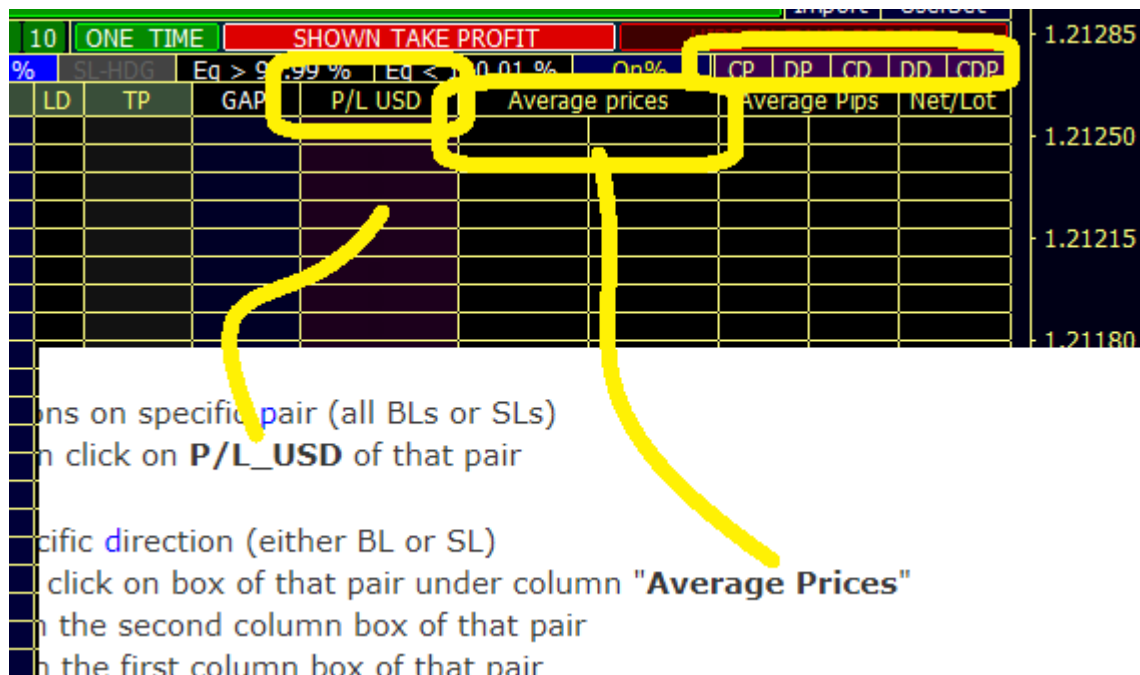 1.21285
10 ONE TIME SHOWN TAKE PROFIT
% SL-HDG Eq > Eq < On% CP DP CD DD CDP
LD TP GAP P/L USD Average prices Average Pips Net/Lot
1.21250
1.21215
1.21180
ons on specific pair (all BLs or SLs)
n click on P/L_USD of that pair
cific direction (either BL or SL)
click on box of that pair under column "Average Prices"
n the second column box of that pair
n the first column box of that pair